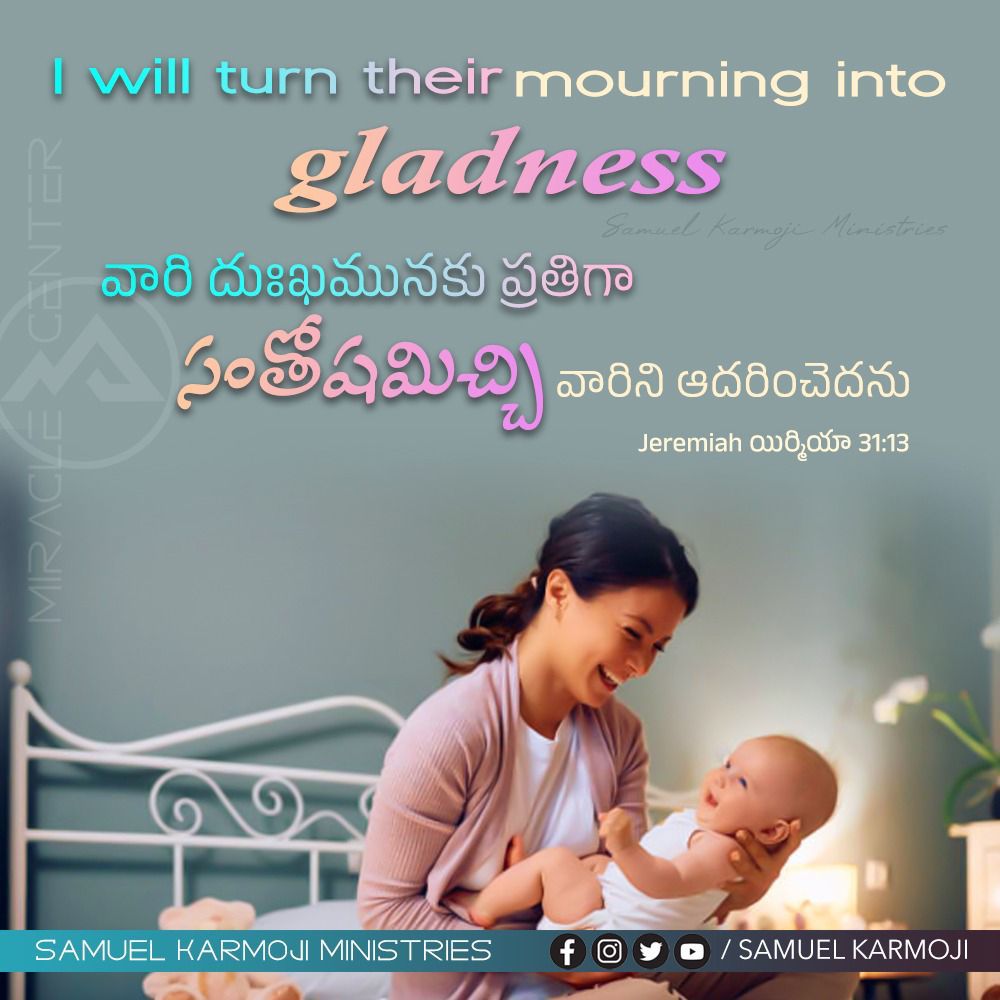 I will turn their mourning into
gladness
Samuel Karmoji Ministries
వారి దుఃఖమునకు ప్రతిగా
సంతోషమిచ్చి వారిని ఆదరించెదను
Jeremiah యిర్మియా 31:13
MIRACLE CENTER
SAMUEL KARMOJI MINISTRIES
/ SAMUEL KARMOJI